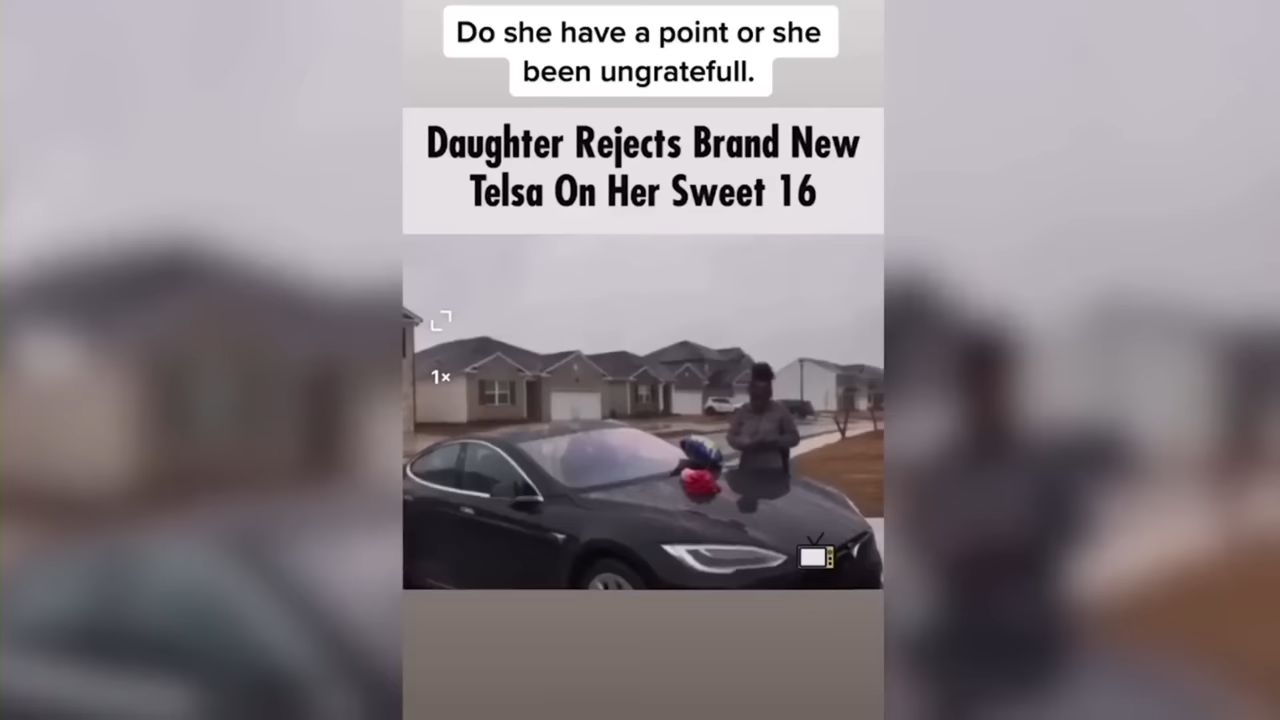 Do she have a point or she
been ungratefull.
Daughter Rejects Brand New
Telsa On Her Sweet 16
1×